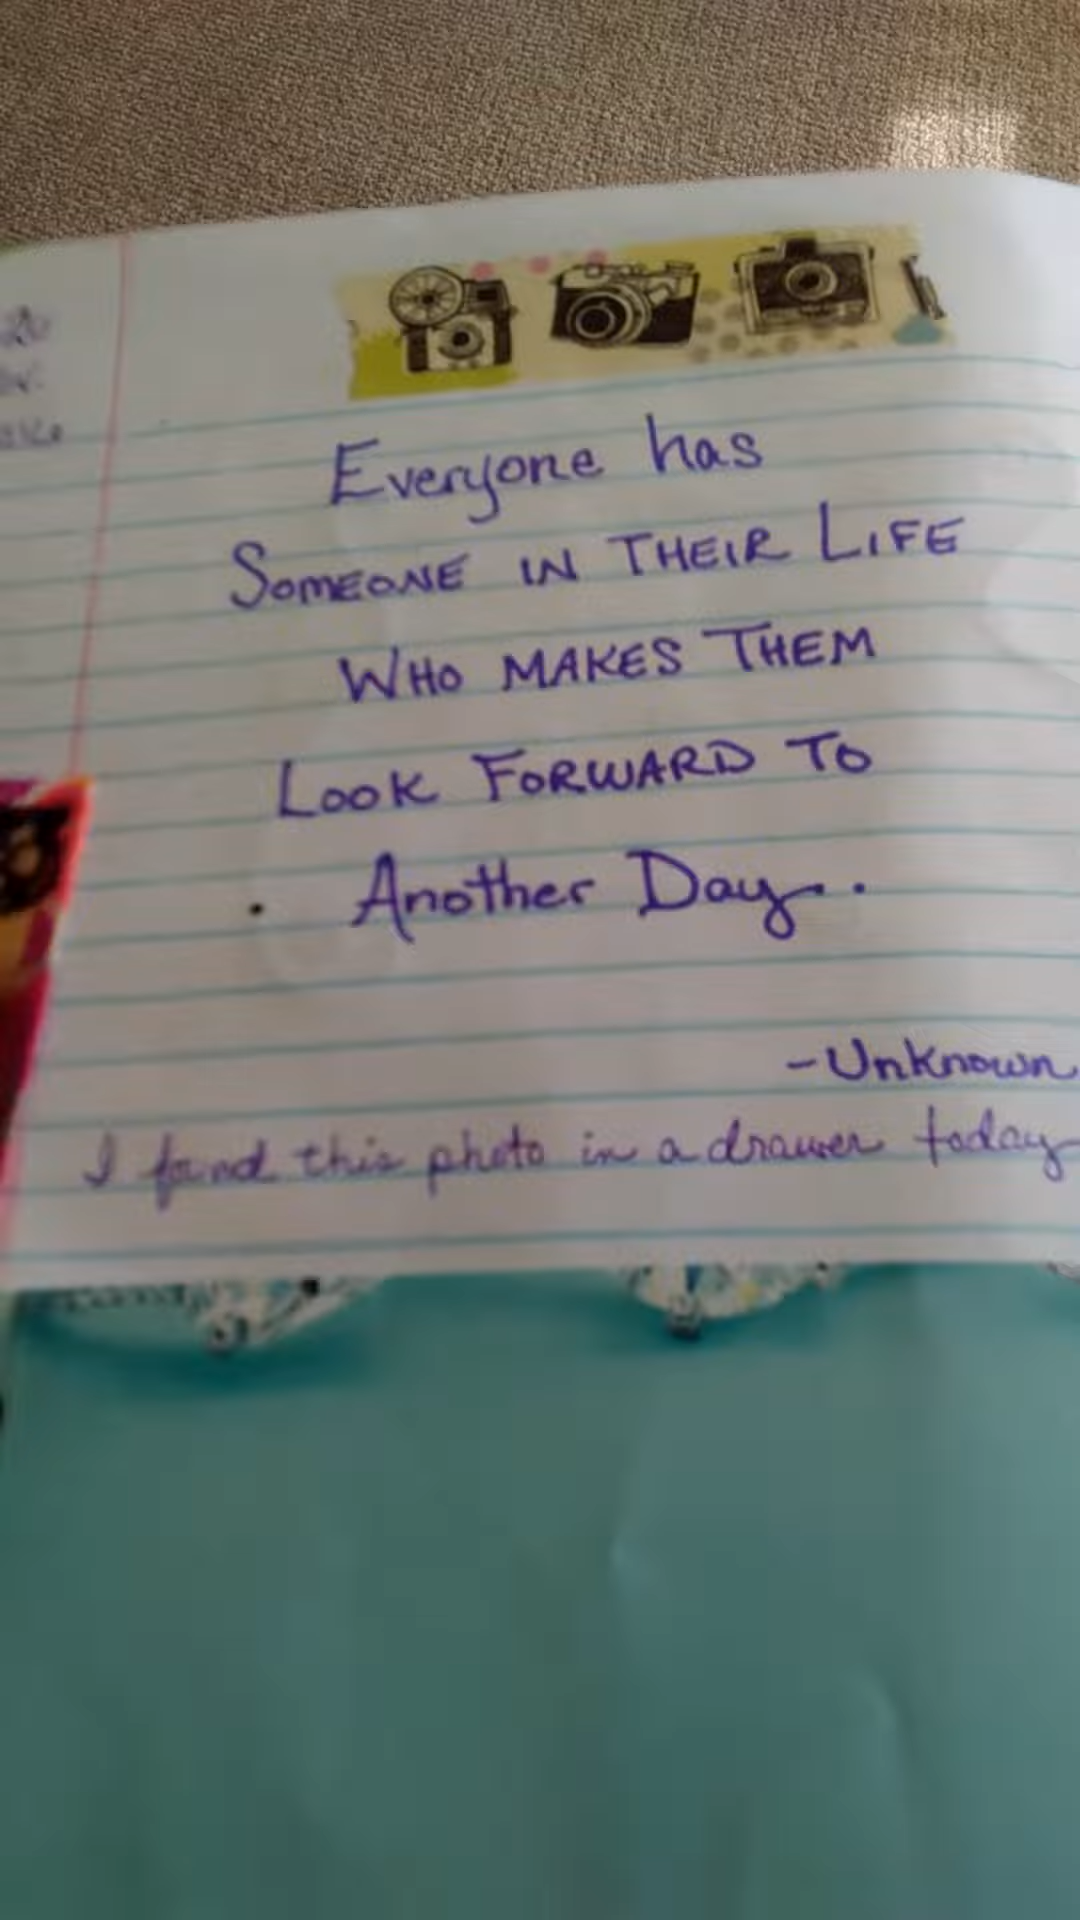 Everyone has
SOMEONE IN THEIR LIFE
WHO MAKES THEM
LOOK FORWARD TO
Another Day..
-Unknown
I found this photo in a drawer today